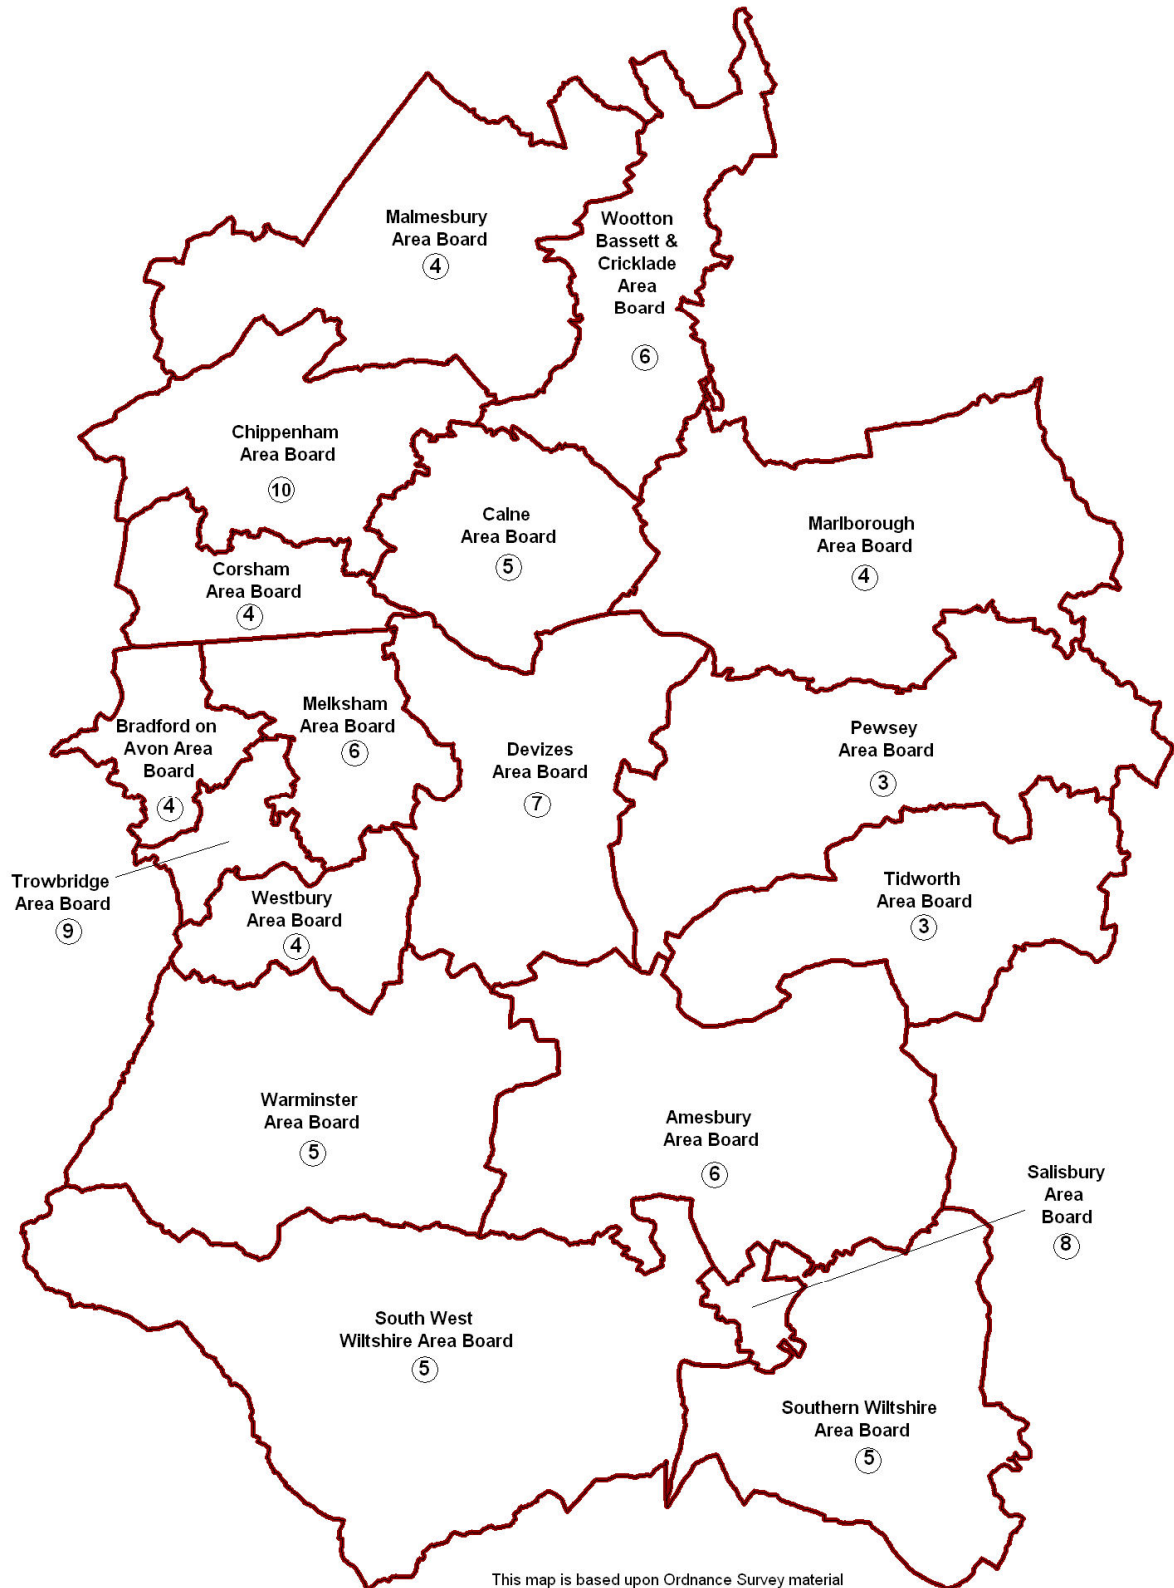 Malmesbury
Area Board
4
Wootton
Bassett &
Cricklade
Area
Board
6
Chippenham
Area Board
10
Calne
Area Board
5
Marlborough
Area Board
4
Corsham
Area Board
4
Bradford on
Avon Area
Board
4
Melksham
Area Board
6
Devizes
Area Board
7
Pewsey
Area Board
3
Trowbridge
Area Board
9
Westbury
Area Board
4
Tidworth
Area Board
3
Warminster
Area Board
5
Amesbury
Area Board
6
Salisbury
Area
Board
8
South West
Wiltshire Area Board
5
Southern Wiltshire
Area Board
5
This map is based upon Ordnance Survey material